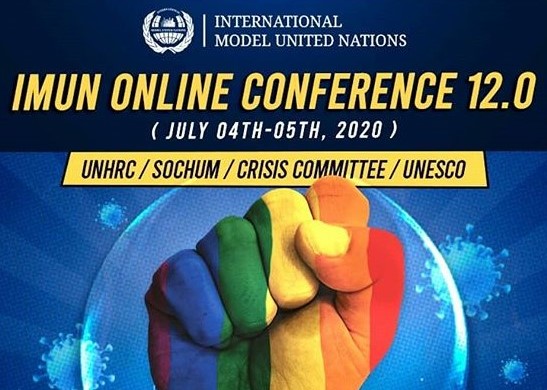 INTERNATIONAL
MODEL UNITED NATIONS
IMUN ONLINE CONFERENCE 12.0
( JULY 04TH-05TH, 2020 )
UNHRC / SOCHUM / CRISIS COMMITTEE / UNESCO